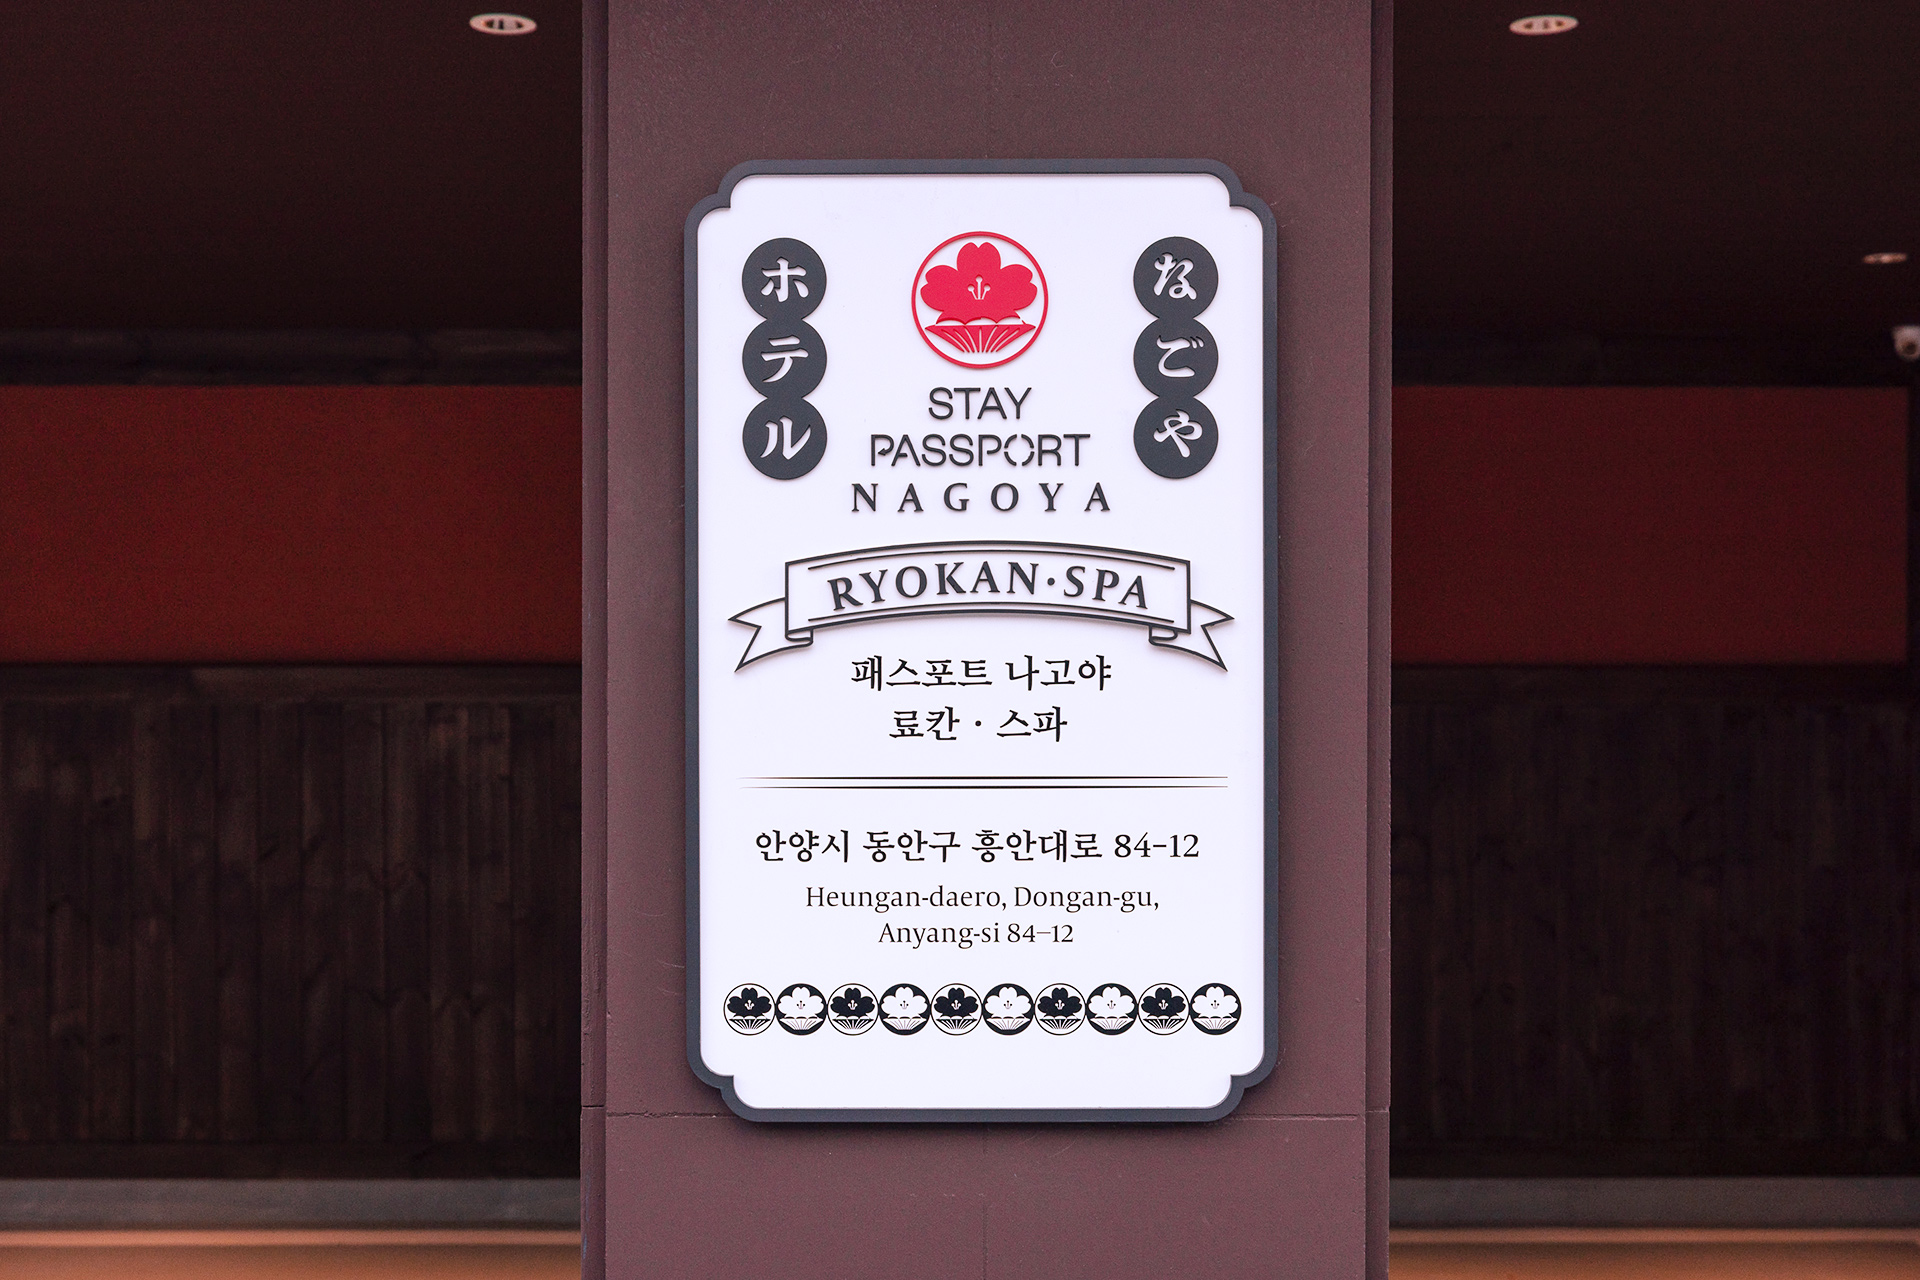 ホテル
なごや
STAY
PASSPORT
NAGOYA
RYOKAN·SPA
패스포트 나고야
료칸 · 스파
안양시 동안구 흥안대로 84-12
Heungan-daero, Dongan-gu,
Anyang-si 84-12